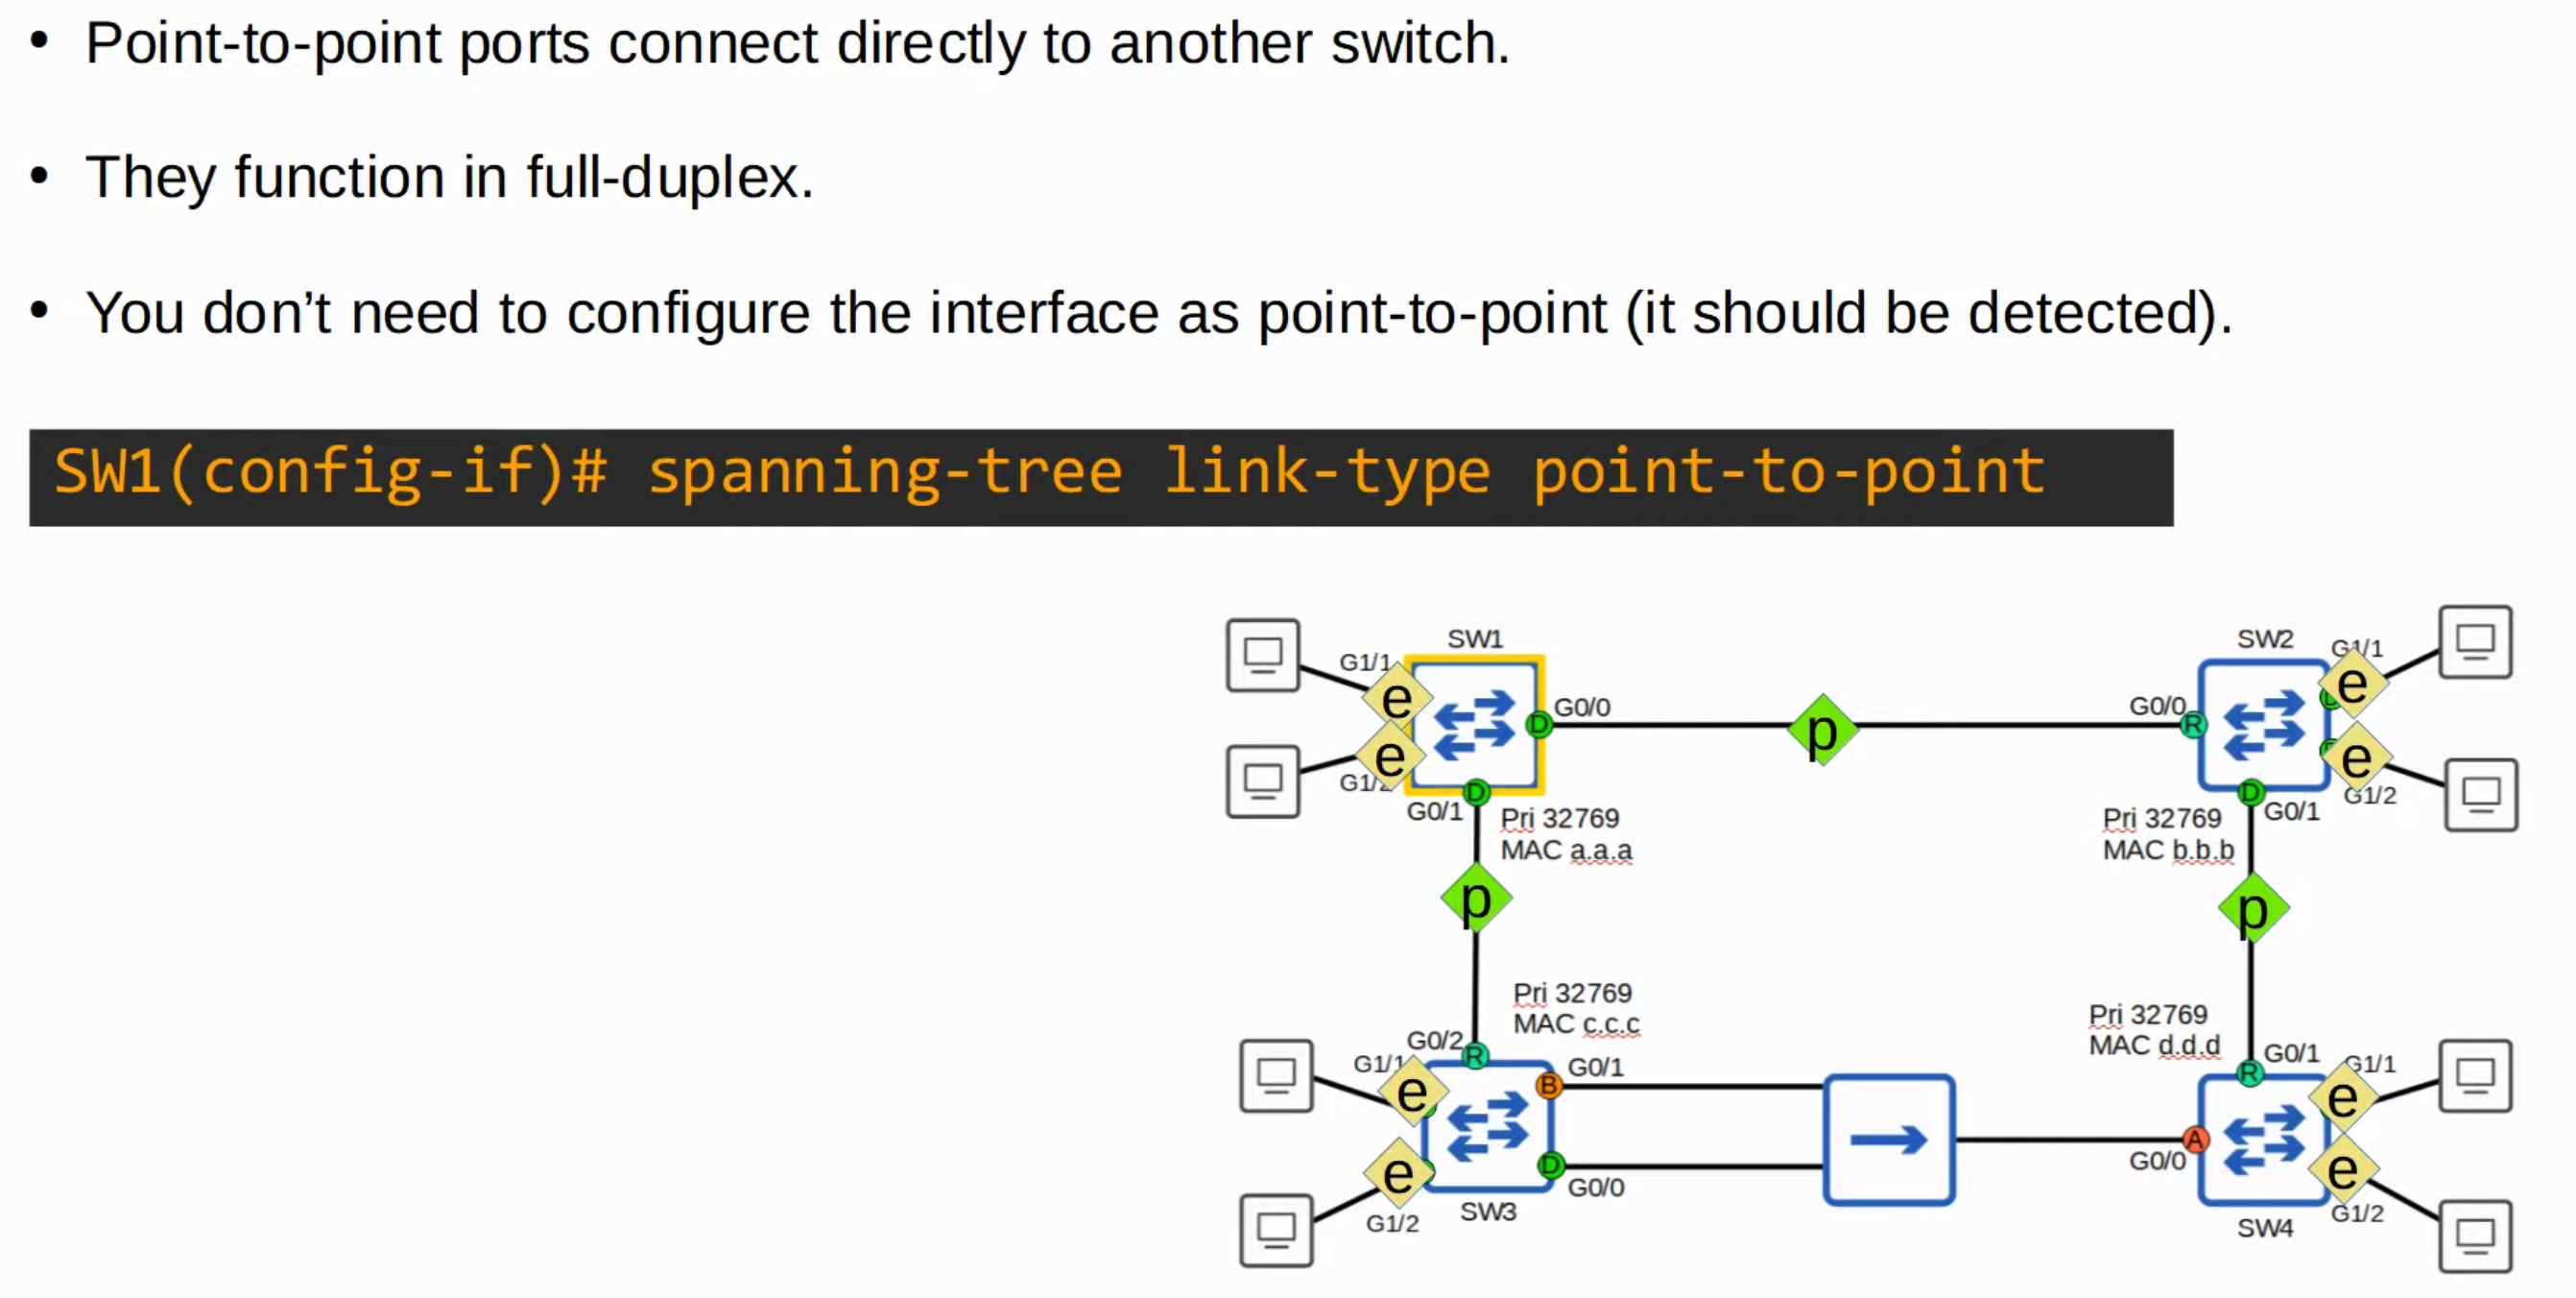 • Point-to-point ports connect directly to another switch.
• They function in full-duplex.
• You don’t need to configure the interface as point-to-point (it should be detected).
SW1(config-if)# spanning-tree link-type point-to-point
SW1
SW2
G1/1
G1/1
e
e
G0/0
G0/0
D
p
R
e
e
G1/2
G1/2
G0/1
D
D
G0/1
Pri 32769
MAC a.a.a
Pri 32769
MAC b.b.b
p
p
Pri 32769
MAC c.c.c
Pri 32769
MAC d.d.d
G0/2
R
G0/1
R
G1/1
G1/1
e
B
G0/1
e
A
G0/0
e
D
G0/0
e
G1/2
SW3
G1/2
SW4